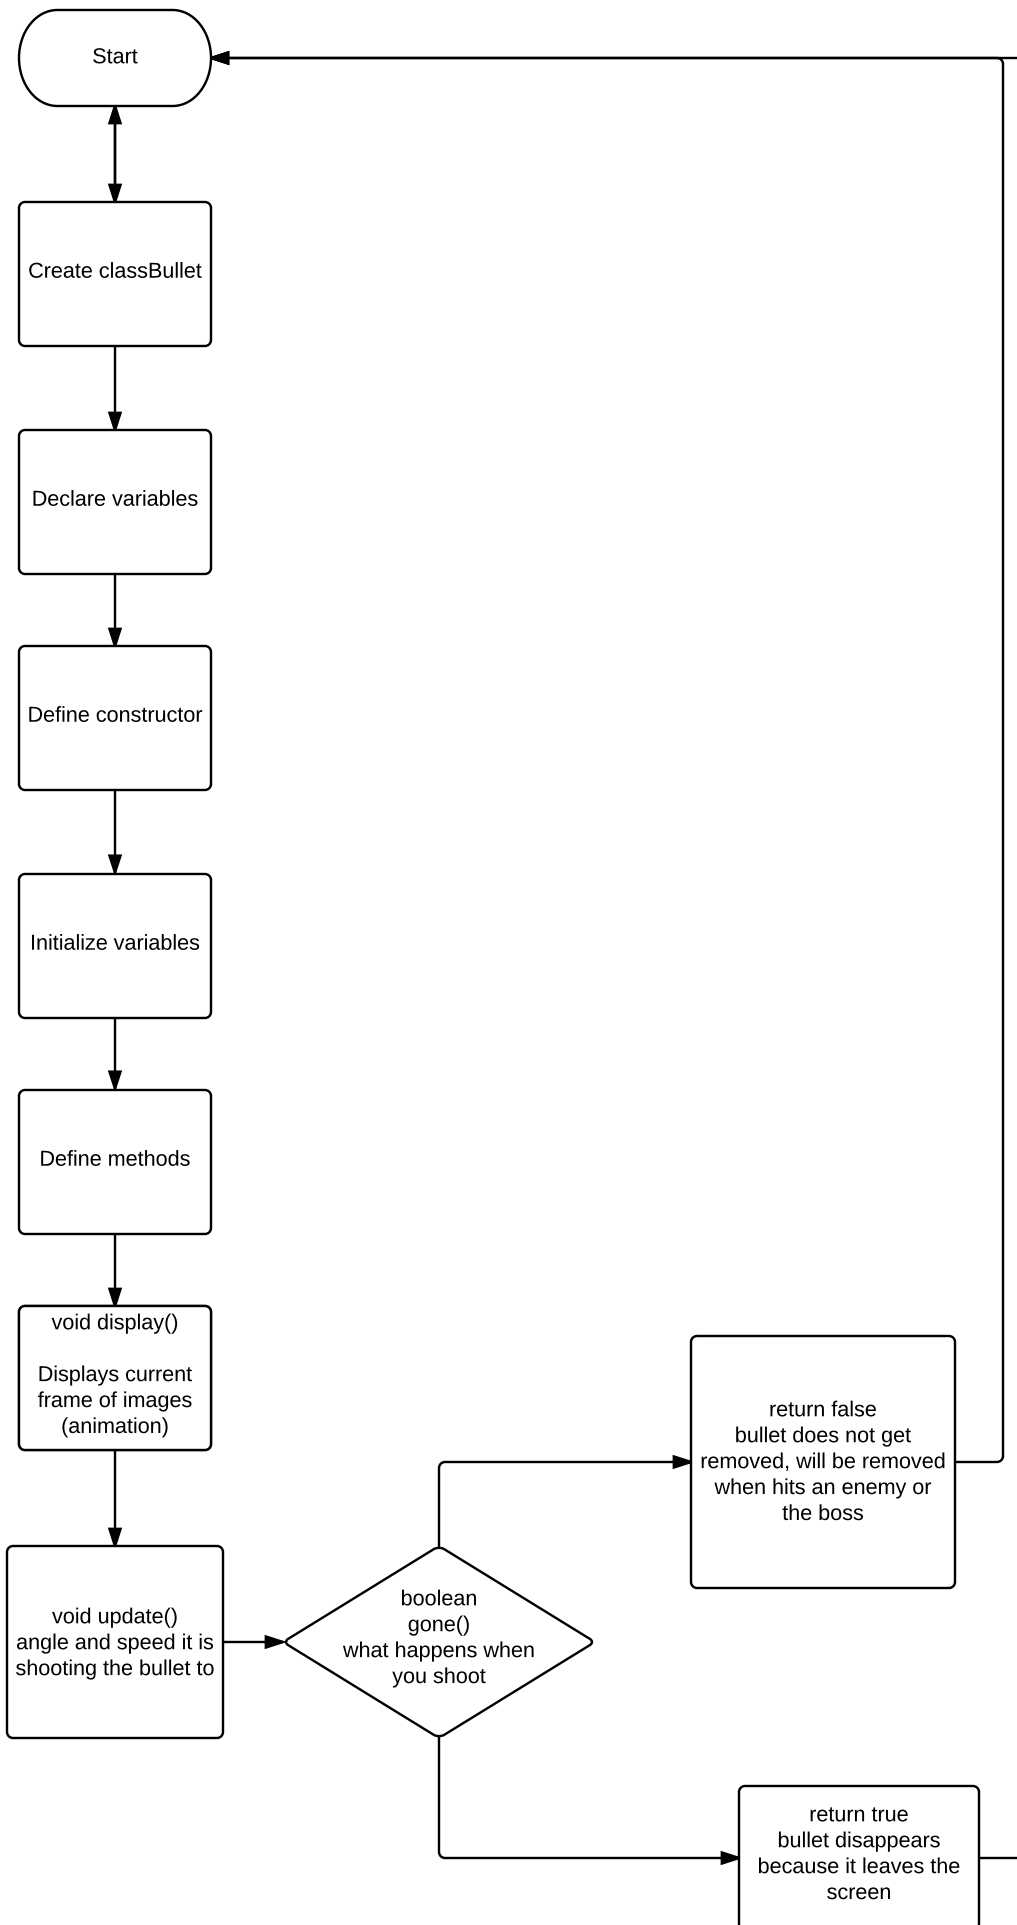 Start
Create classBullet
Declare variables
Define constructor
Initialize variables
Define methods
void display()
Displays current
frame of images
(animation)
void update()
angle and speed it is
shooting the bullet to
boolean
gone()
what happens when
you shoot
return false
bullet does not get
removed, will be removed
when hits an enemy or
the boss
return true
bullet disappears
because it leaves the
screen